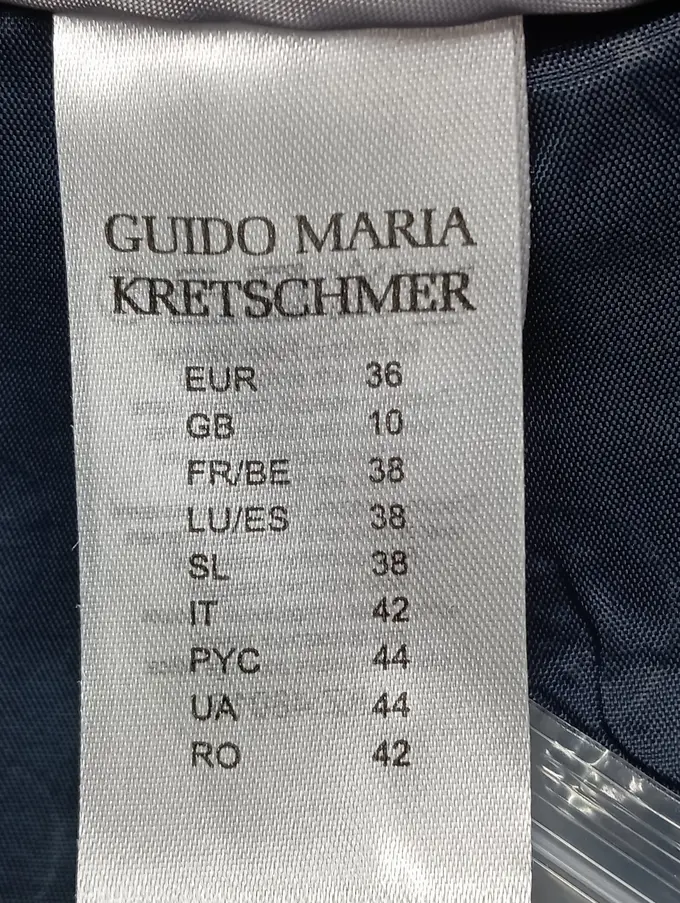 GUIDO MARIA
KRETSCHMER
EUR 36
GB 10
FR/BE 38
LU/ES 38
SL 38
IT 42
РУС 44
UA 44
RO 42